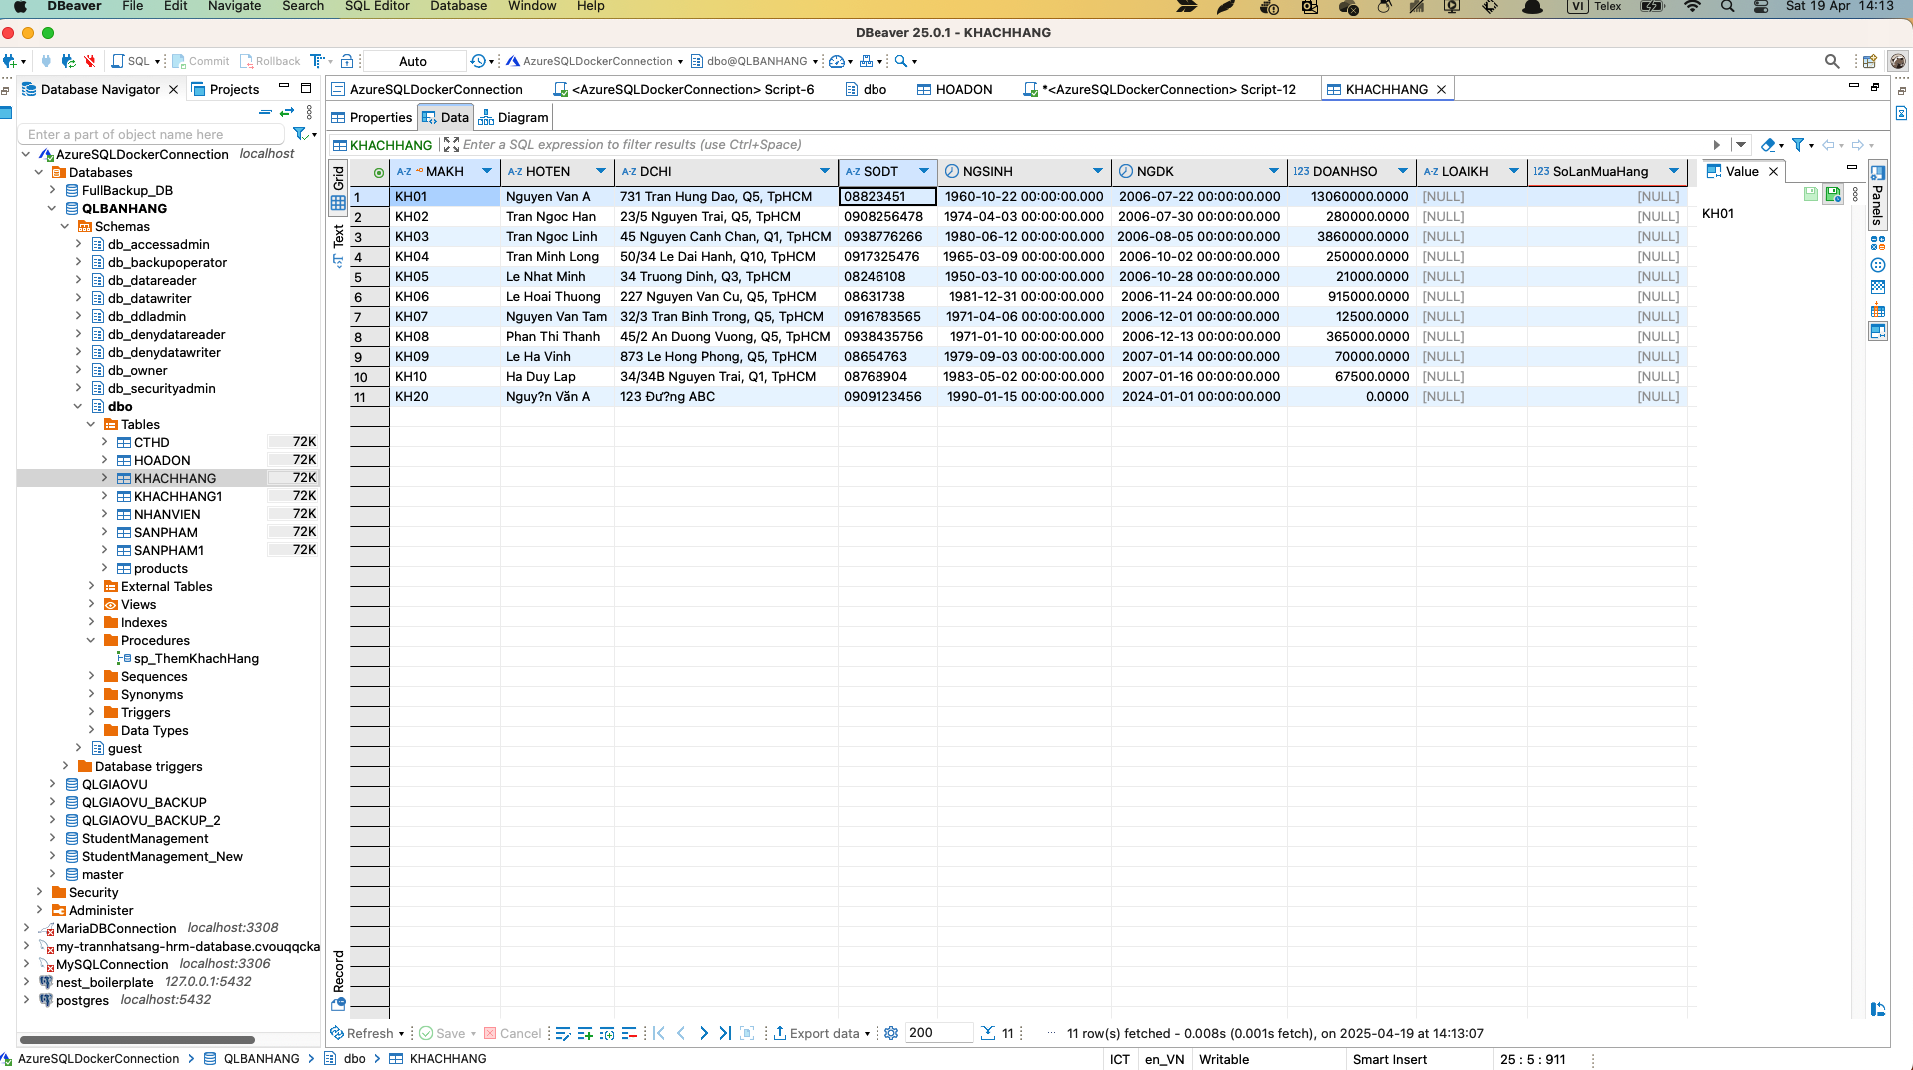 DBeaver File Edit Navigate Search SQL Editor Database Window Help VI Telex Sat 19 Apr 14:13
DBeaver 25.0.1 - KHACHHANG
SQL Commit Rollback Auto AzureSQLDockerConnection dbo@QLBANHANG
Database Navigator Projects
AzureSQLDockerConnection <AzureSQLDockerConnection> Script-6 dbo HOADON *<AzureSQLDockerConnection> Script-12 KHACHHANG
Properties Data Diagram
Enter a part of object name here
KHACHHANG Enter a SQL expression to filter results (use Ctrl+Space)
AzureSQLDockerConnection localhost
Databases
FullBackup_DB
QLBANHANG
Schemas
db_accessadmin
db_backupoperator
db_datareader
db_datawriter
db_ddladmin
db_denydatareader
db_denydatawriter
db_owner
db_securityadmin
dbo
Tables
CTHD 72K
HOADON 72K
KHACHHANG 72K
KHACHHANG1 72K
NHANVIEN 72K
SANPHAM 72K
SANPHAM1 72K
products
External Tables
Views
Indexes
Procedures
sp_ThemKhachHang
Sequences
Synonyms
Triggers
Data Types
guest
Database triggers
QLGIAOVU
QLGIAOVU_BACKUP
QLGIAOVU_BACKUP_2
StudentManagement
StudentManagement_New
master
Security
Administer
MariaDBConnection localhost:3308
my-trannhatsang-hrm-database.cvouqqcka
MySQLConnection localhost:3306
nest_boilerplate 127.0.0.1:5432
postgres localhost:5432
Grid
Text
Record
A-Z MAKH A-Z HOTEN A-Z DCHI A-Z SODT NGSINH NGDK 123 DOANHSO A-Z LOAIKH 123 SoLanMuaHang
1 KH01 Nguyen Van A 731 Tran Hung Dao, Q5, TpHCM 08823451 1960-10-22 00:00:00.000 2006-07-22 00:00:00.000 13060000.0000 [NULL] [NULL]
2 KH02 Tran Ngoc Han 23/5 Nguyen Trai, Q5, TpHCM 0908256478 1974-04-03 00:00:00.000 2006-07-30 00:00:00.000 280000.0000 [NULL] [NULL]
3 KH03 Tran Ngoc Linh 45 Nguyen Canh Chan, Q1, TpHCM 0938776266 1980-06-12 00:00:00.000 2006-08-05 00:00:00.000 3860000.0000 [NULL] [NULL]
4 KH04 Tran Minh Long 50/34 Le Dai Hanh, Q10, TpHCM 0917325476 1965-03-09 00:00:00.000 2006-10-02 00:00:00.000 250000.0000 [NULL] [NULL]
5 KH05 Le Nhat Minh 34 Truong Dinh, Q3, TpHCM 08246108 1950-03-10 00:00:00.000 2006-10-28 00:00:00.000 21000.0000 [NULL] [NULL]
6 KH06 Le Hoai Thuong 227 Nguyen Van Cu, Q5, TpHCM 08631738 1981-12-31 00:00:00.000 2006-11-24 00:00:00.000 915000.0000 [NULL] [NULL]
7 KH07 Nguyen Van Tam 32/3 Tran Binh Trong, Q5, TpHCM 0916783565 1971-04-06 00:00:00.000 2006-12-01 00:00:00.000 12500.0000 [NULL] [NULL]
8 KH08 Phan Thi Thanh 45/2 An Duong Vuong, Q5, TpHCM 0938435756 1971-01-10 00:00:00.000 2006-12-13 00:00:00.000 365000.0000 [NULL] [NULL]
9 KH09 Le Ha Vinh 873 Le Hong Phong, Q5, TpHCM 08654763 1979-09-03 00:00:00.000 2007-01-14 00:00:00.000 70000.0000 [NULL] [NULL]
10 KH10 Ha Duy Lap 34/34B Nguyen Trai, Q1, TpHCM 08768904 1983-05-02 00:00:00.000 2007-01-16 00:00:00.000 67500.0000 [NULL] [NULL]
11 KH20 Nguy?n Văn A 123 Đư?ng ABC 0909123456 1990-01-15 00:00:00.000 2024-01-01 00:00:00.000 0.0000 [NULL] [NULL]
Value
KH01
Panels
Refresh Save Cancel Export data 200 11 11 row(s) fetched - 0.008s (0.001s fetch), on 2025-04-19 at 14:13:07
AzureSQLDockerConnection QLBANHANG dbo KHACHHANG ICT en_VN Writable Smart Insert 25 : 5 : 911